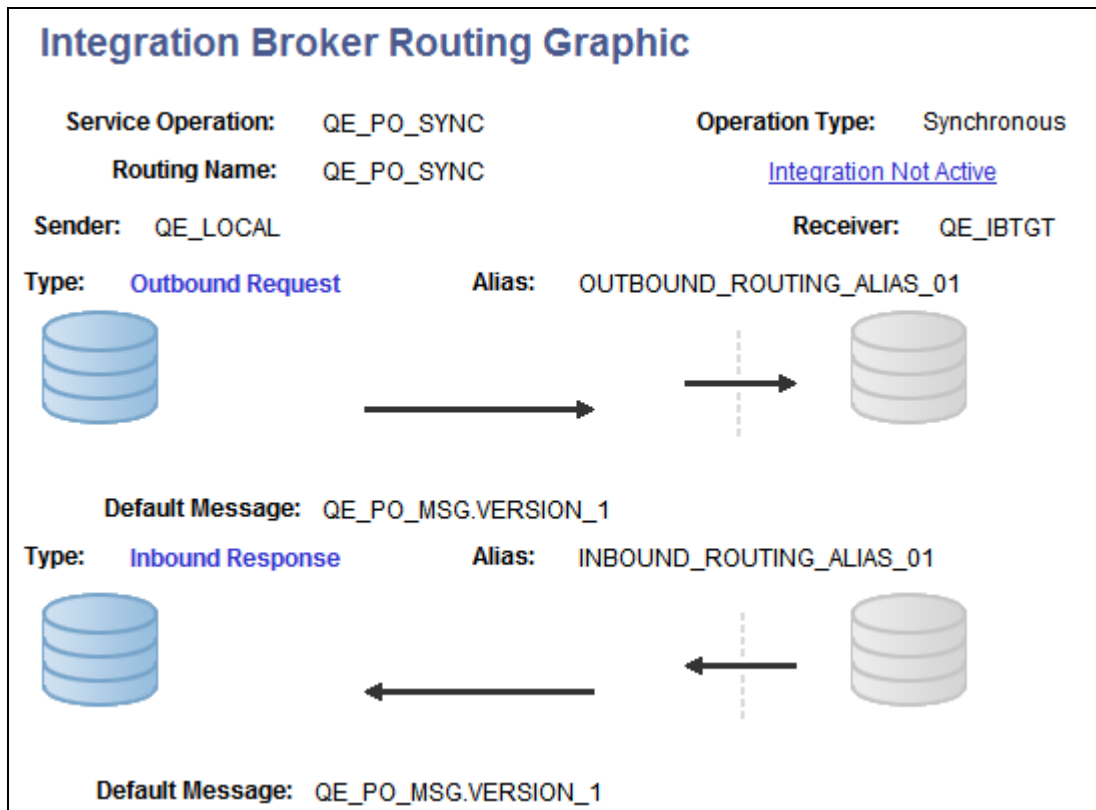 Integration Broker Routing Graphic
Service Operation: QE_PO_SYNC Operation Type: Synchronous
Routing Name: QE_PO_SYNC Integration Not Active
Sender: QE_LOCAL Receiver: QE_IBTGT
Type: Outbound Request Alias: OUTBOUND_ROUTING_ALIAS_01
Default Message: QE_PO_MSG.VERSION_1
Type: Inbound Response Alias: INBOUND_ROUTING_ALIAS_01
Default Message: QE_PO_MSG.VERSION_1